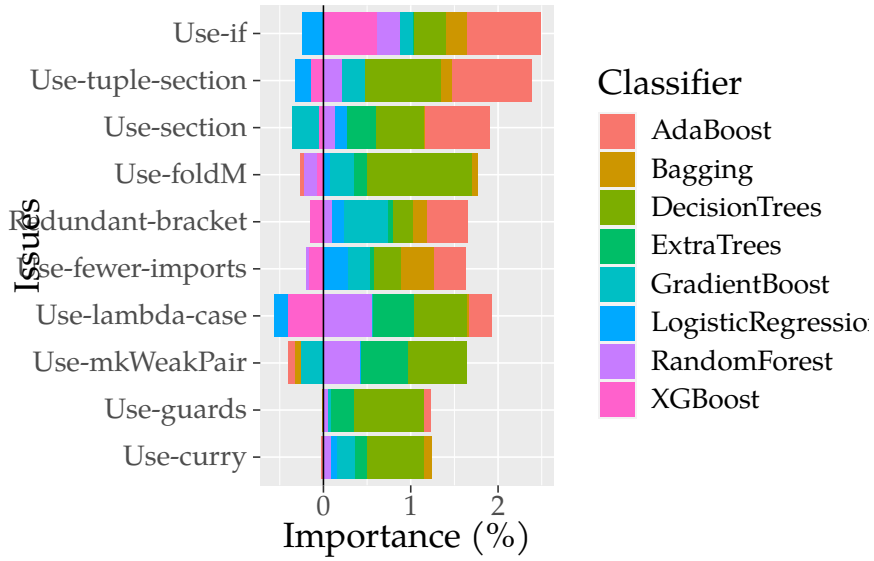 Use-if
Use-tuple-section
Use-section
Use-foldM
Redundant-bracket
Use-fewer-imports
Use-lambda-case
Use-mkWeakPair
Use-guards
Use-curry
Issues
0 1 2
Importance (%)
Classifier
AdaBoost
Bagging
DecisionTrees
ExtraTrees
GradientBoost
LogisticRegression
RandomForest
XGBoost